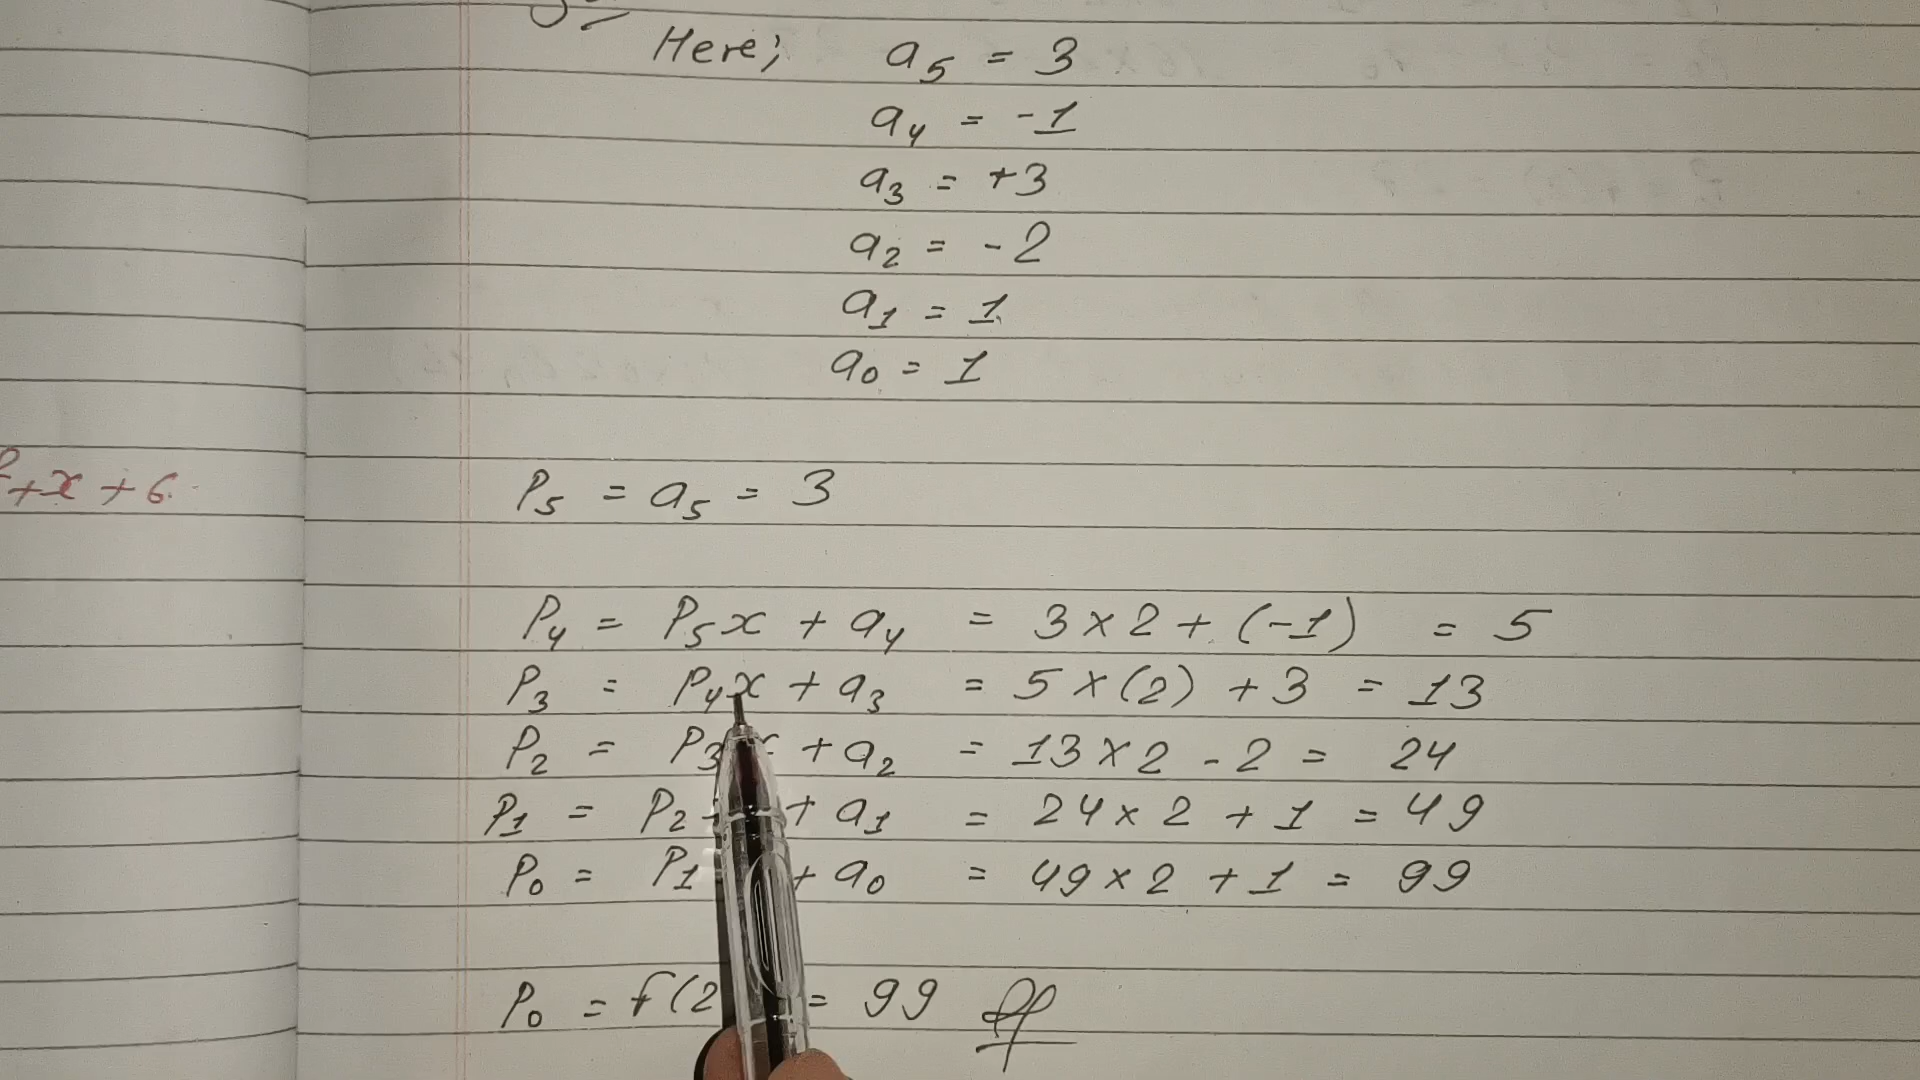 Here; a5 = 3
a4 = -1
a3 = +3
a2 = -2
a1 = 1
a0 = 1
+x + 6
P5 = a5 = 3
P4 = P5x + a4 = 3 × 2 + (-1) = 5
P3 = P4x + a3 = 5 × (2) + 3 = 13
P2 = P3 + a2 = 13 × 2 - 2 = 24
P1 = P2 + a1 = 24 × 2 + 1 = 49
P0 = P1 + a0 = 49 × 2 + 1 = 99
P0 = f(2 = 99